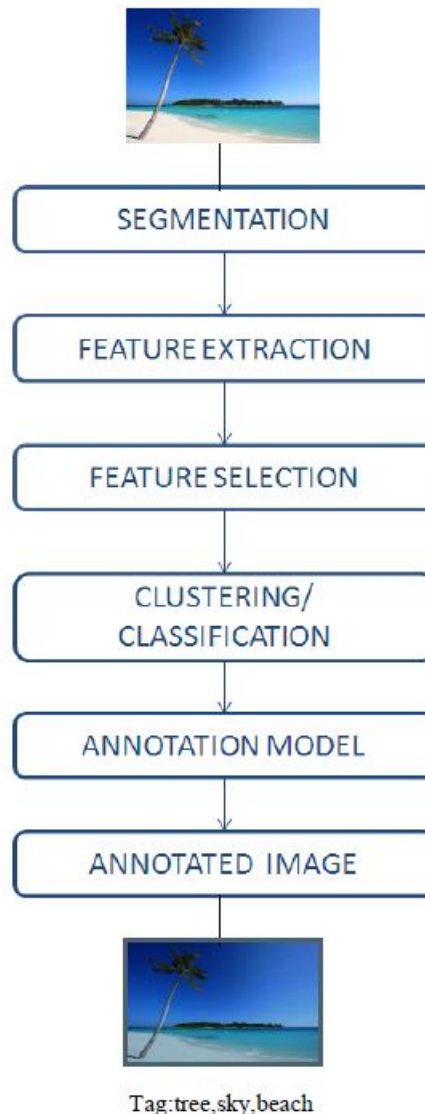 SEGMENTATION
FEATURE EXTRACTION
FEATURE SELECTION
CLUSTERING/
CLASSIFICATION
ANNOTATION MODEL
ANNOTATED IMAGE
Tag:tree,sky,beach